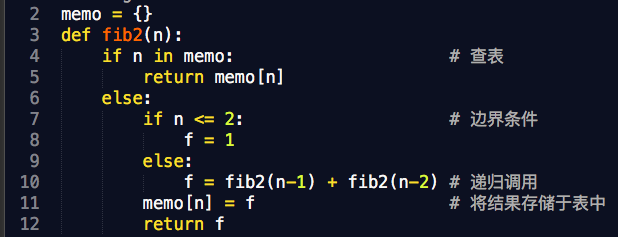 2 memo = {}
3 def fib2(n):
4     if n in memo:                     # 查表
5         return memo[n]
6     else:
7         if n <= 2:                    # 边界条件
8             f = 1
9         else:
10             f = fib2(n-1) + fib2(n-2) # 递归调用
11         memo[n] = f                   # 将结果存储于表中
12         return f